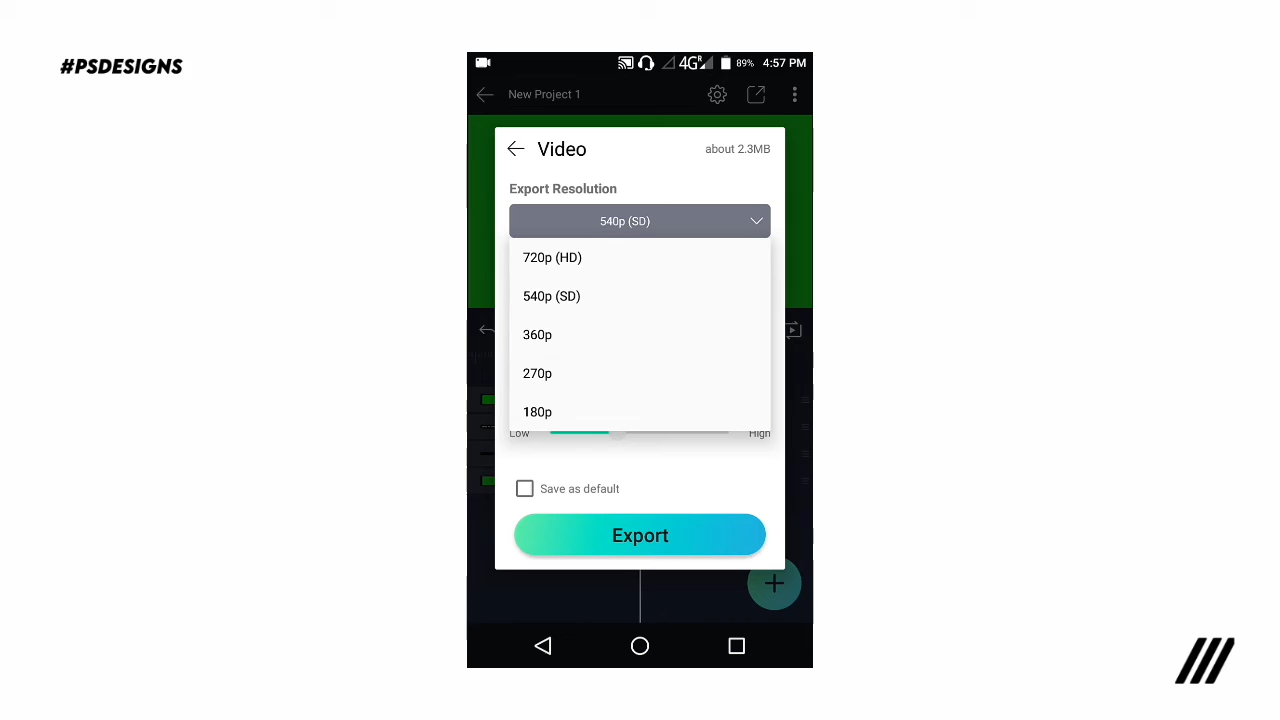 #PSDESIGNS
4G R 89% 4:57 PM
New Project 1
Video about 2.3MB
Export Resolution
540p (SD)
720p (HD)
540p (SD)
360p
270p
180p
Low High
Save as default
Export